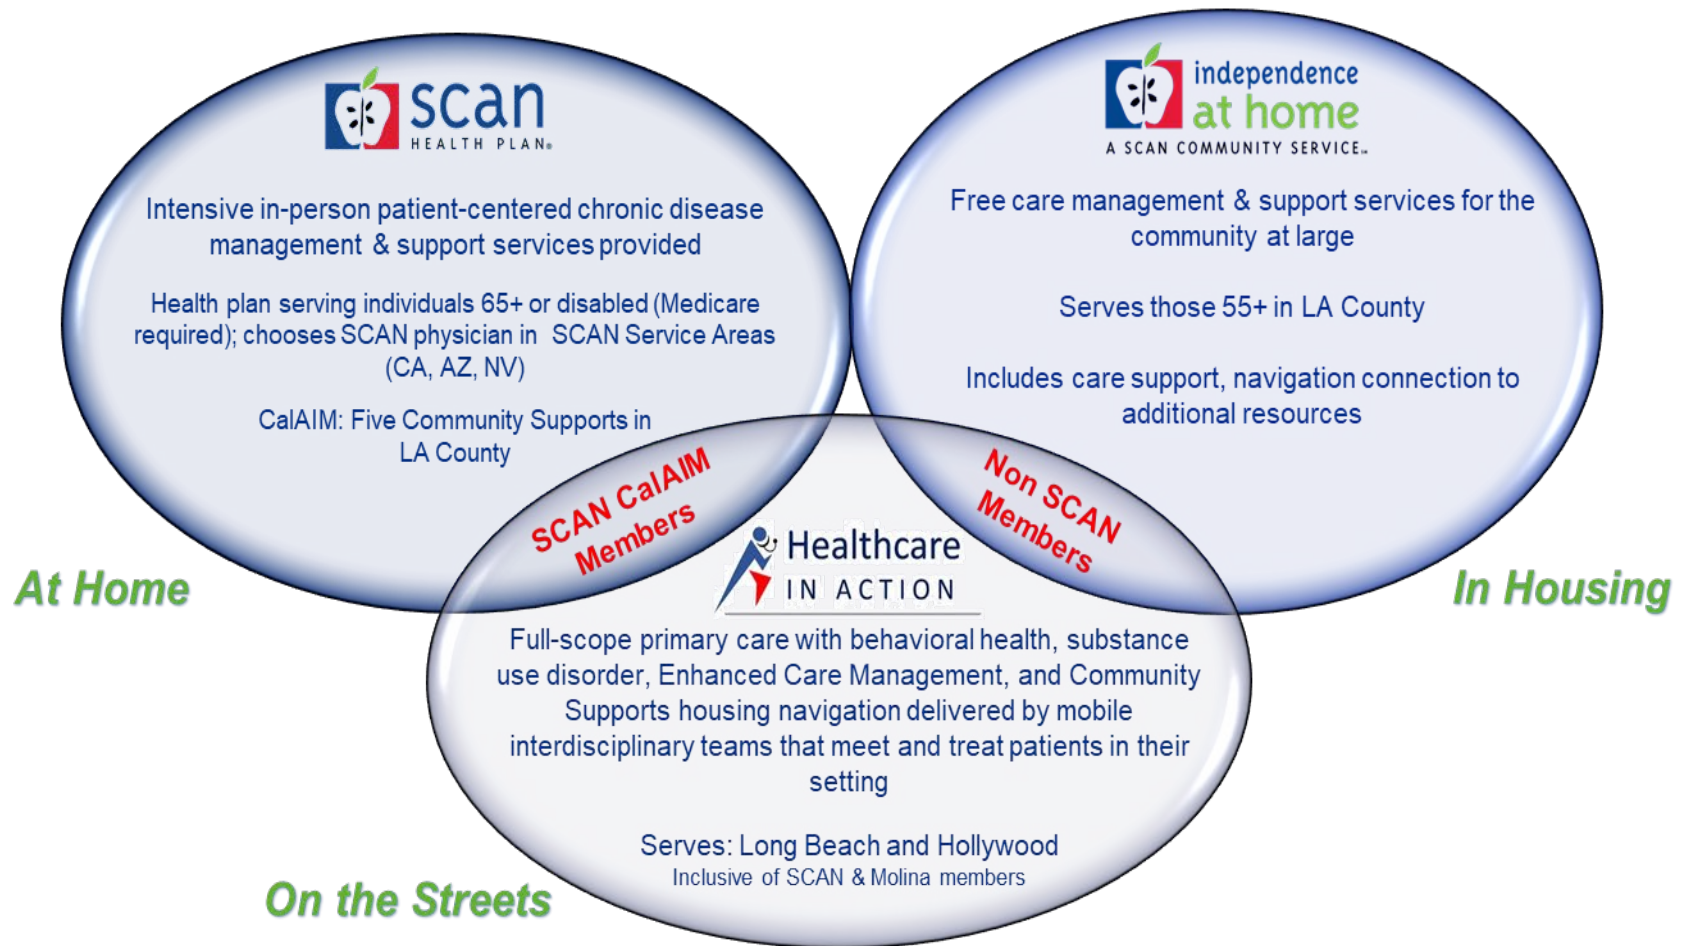 scan
HEALTH PLAN®
Intensive in-person patient-centered chronic disease
management & support services provided
Health plan serving individuals 65+ or disabled (Medicare
required); chooses SCAN physician in SCAN Service Areas
(CA, AZ, NV)
CalAIM: Five Community Supports in
LA County
independence
at home
A SCAN COMMUNITY SERVICE℠
Free care management & support services for the
community at large
Serves those 55+ in LA County
Includes care support, navigation connection to
additional resources
SCAN CalAIM
Members
Non SCAN
Members
At Home
In Housing
Healthcare
IN ACTION
Full-scope primary care with behavioral health, substance
use disorder, Enhanced Care Management, and Community
Supports housing navigation delivered by mobile
interdisciplinary teams that meet and treat patients in their
setting
Serves: Long Beach and Hollywood
Inclusive of SCAN & Molina members
On the Streets